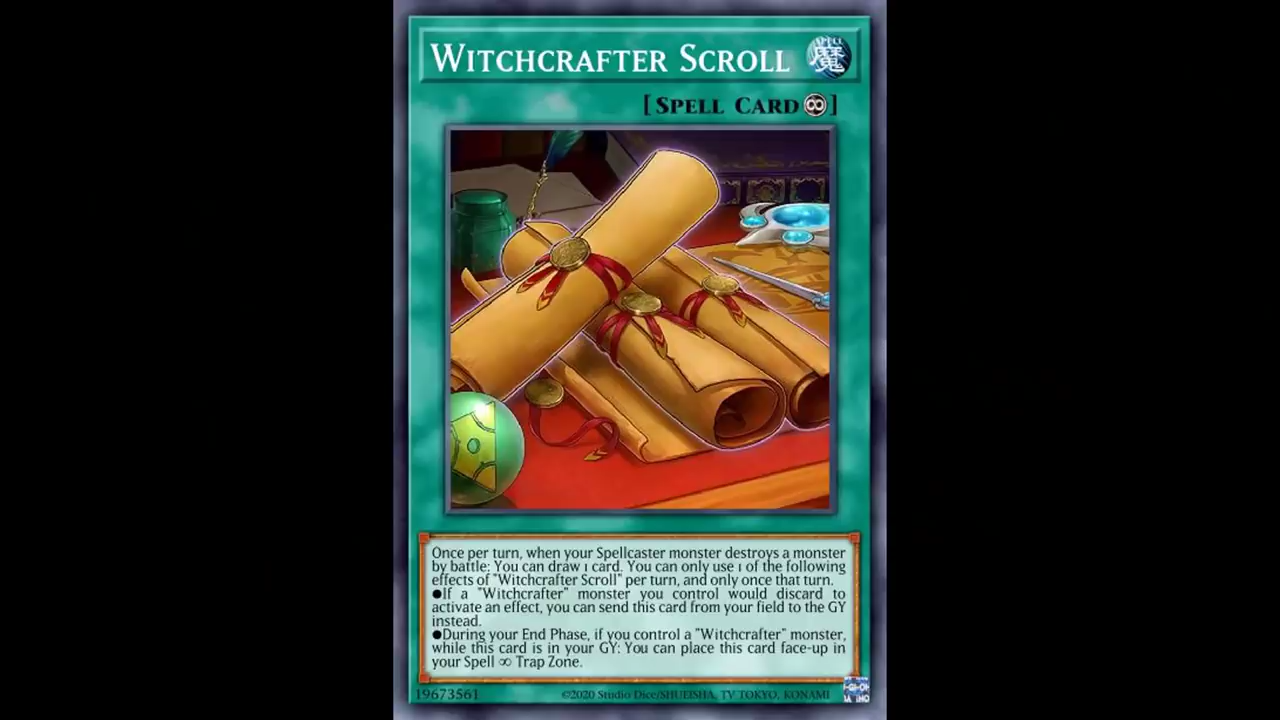 WITCHCRAFTER SCROLL
SPELL
魔
[SPELL CARD∞]
Once per turn, when your Spellcaster monster destroys a monster
by battle: You can draw 1 card. You can only use 1 of the following
effects of "Witchcrafter Scroll" per turn, and only once that turn.
●If a "Witchcrafter" monster you control would discard to
activate an effect, you can send this card from your field to the GY
instead.
●During your End Phase, if you control a "Witchcrafter" monster,
while this card is in your GY: You can place this card face-up in
your Spell ∞ Trap Zone.
19673561 ©2020 Studio Dice/SHUEISHA, TV TOKYO, KONAMI